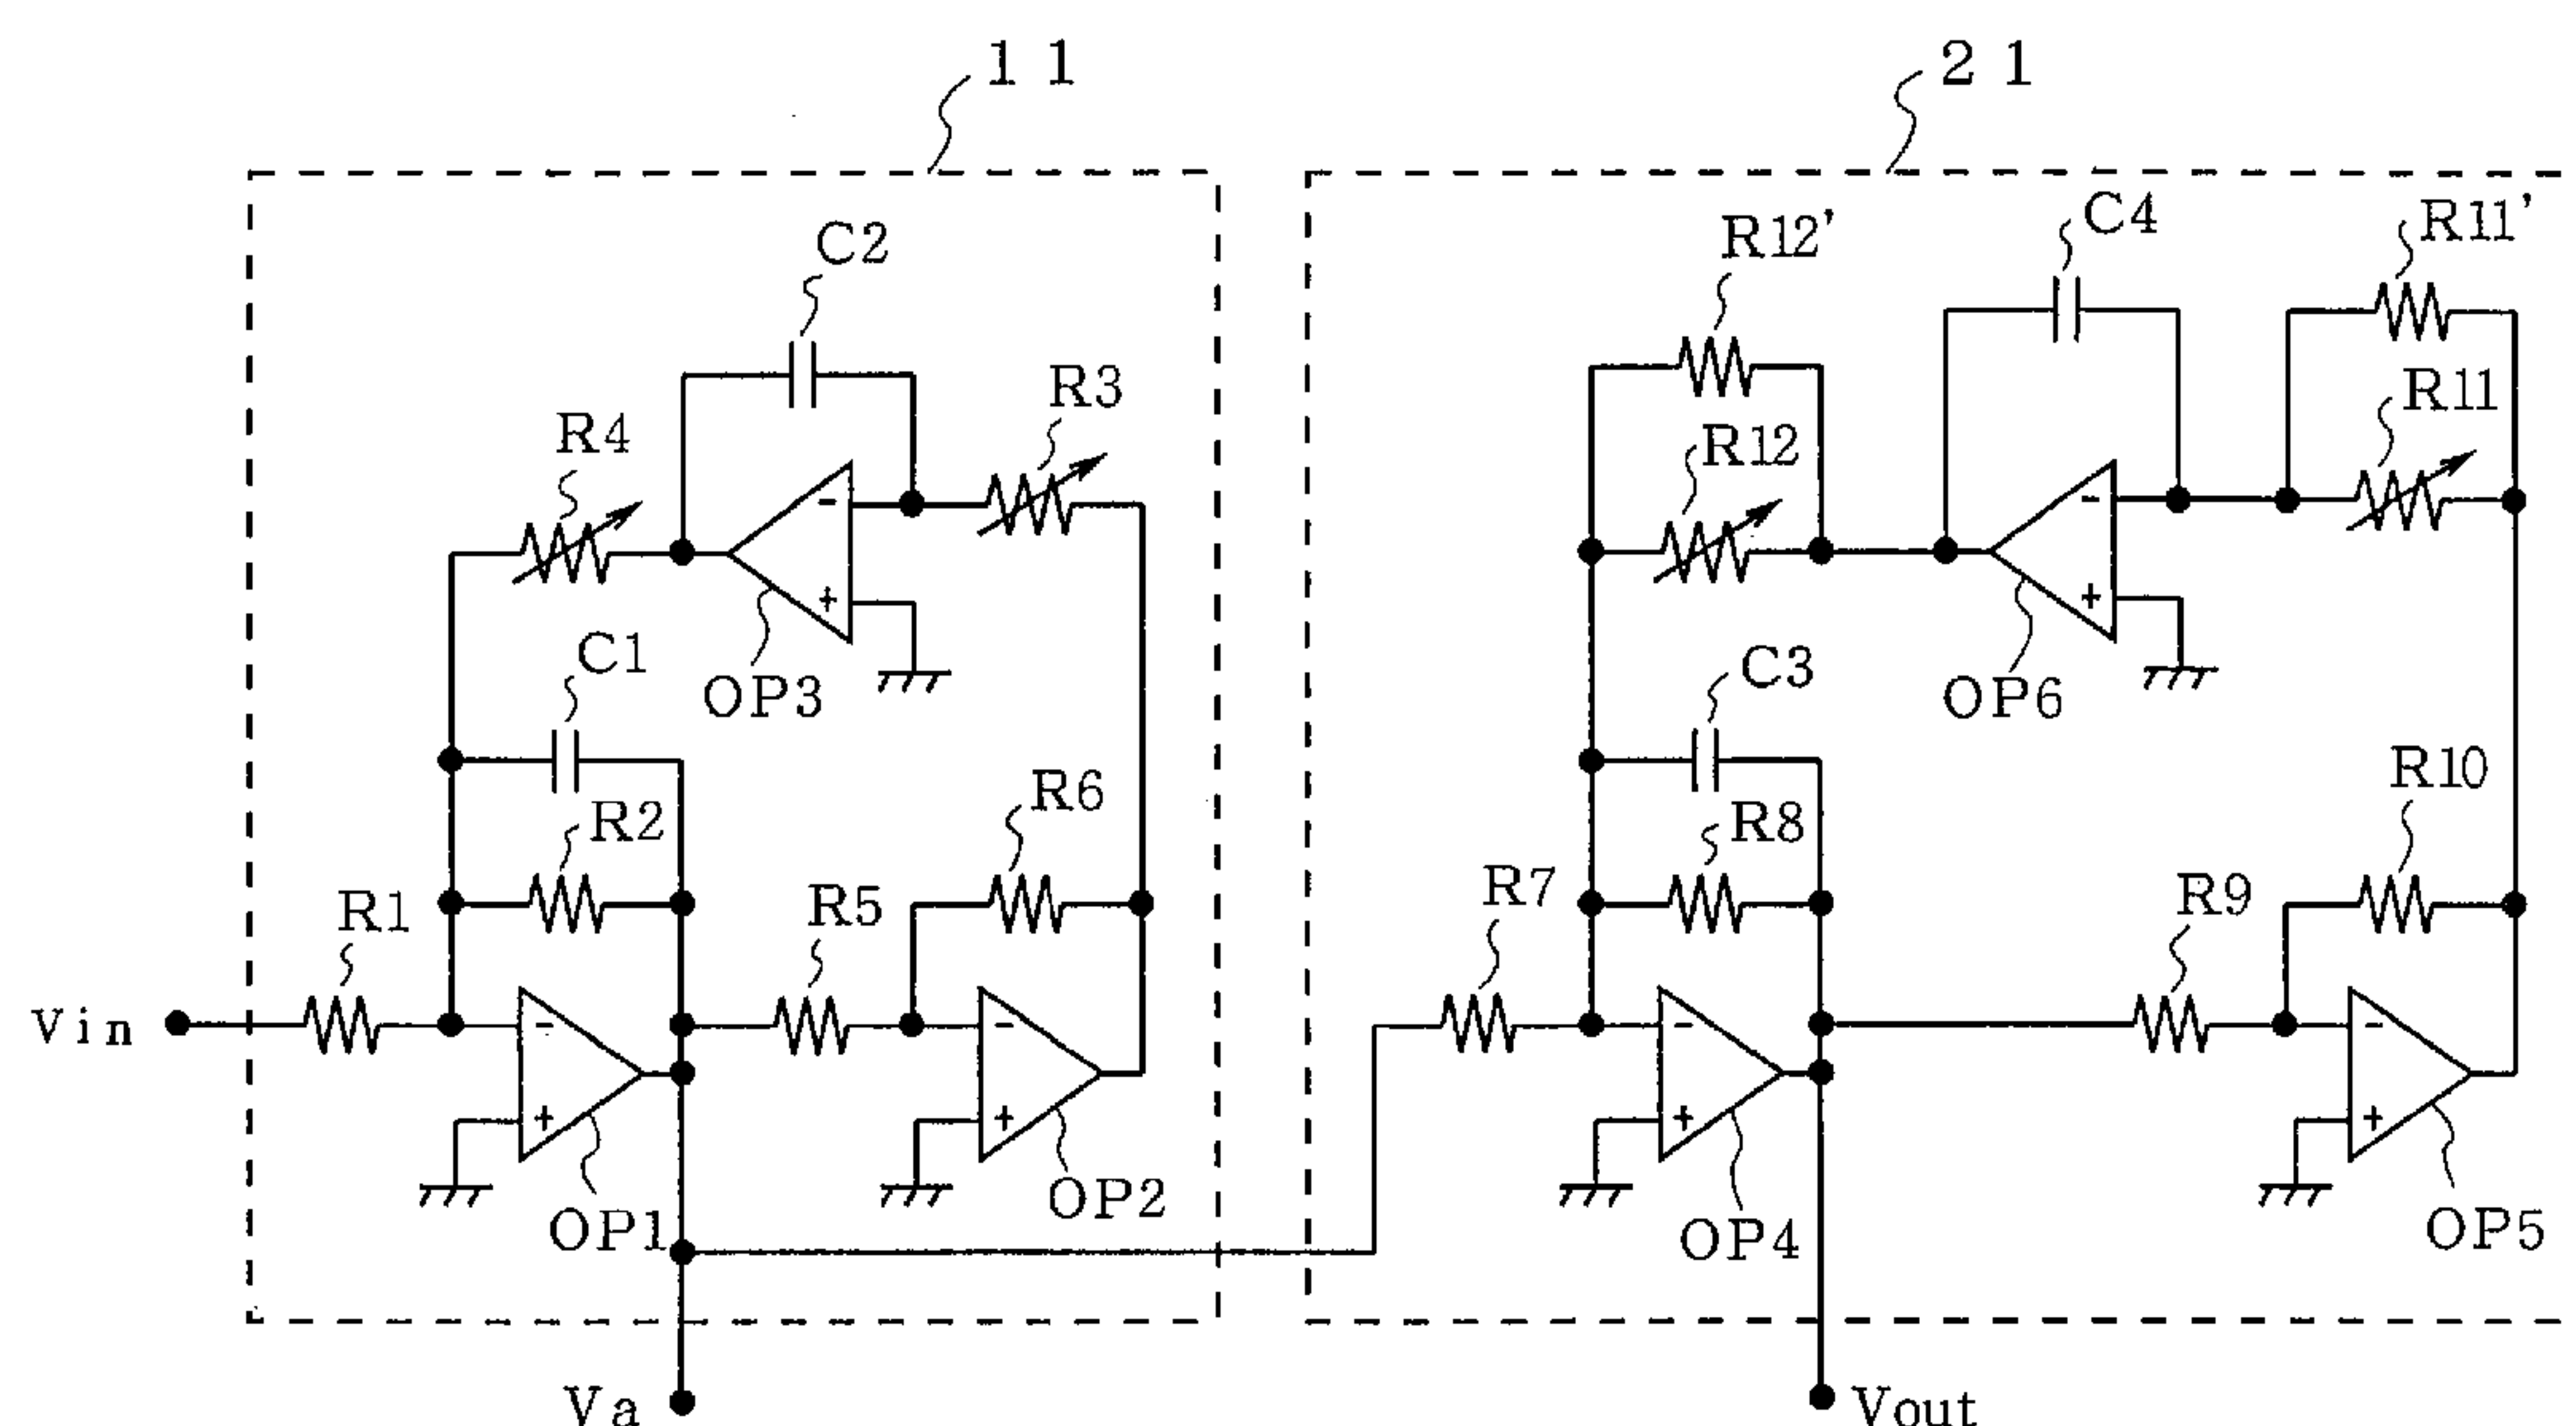 11
21
C2
R3
R4
C1
OP3
R2
R6
R1
R5
Vin
-
+
OP1
OP2
Va
R12'
C4
R11'
R12
R11
C3
OP6
R8
R10
R7
R9
-
+
OP4
OP5
Vout
-
+
-
+
-
+
-
+